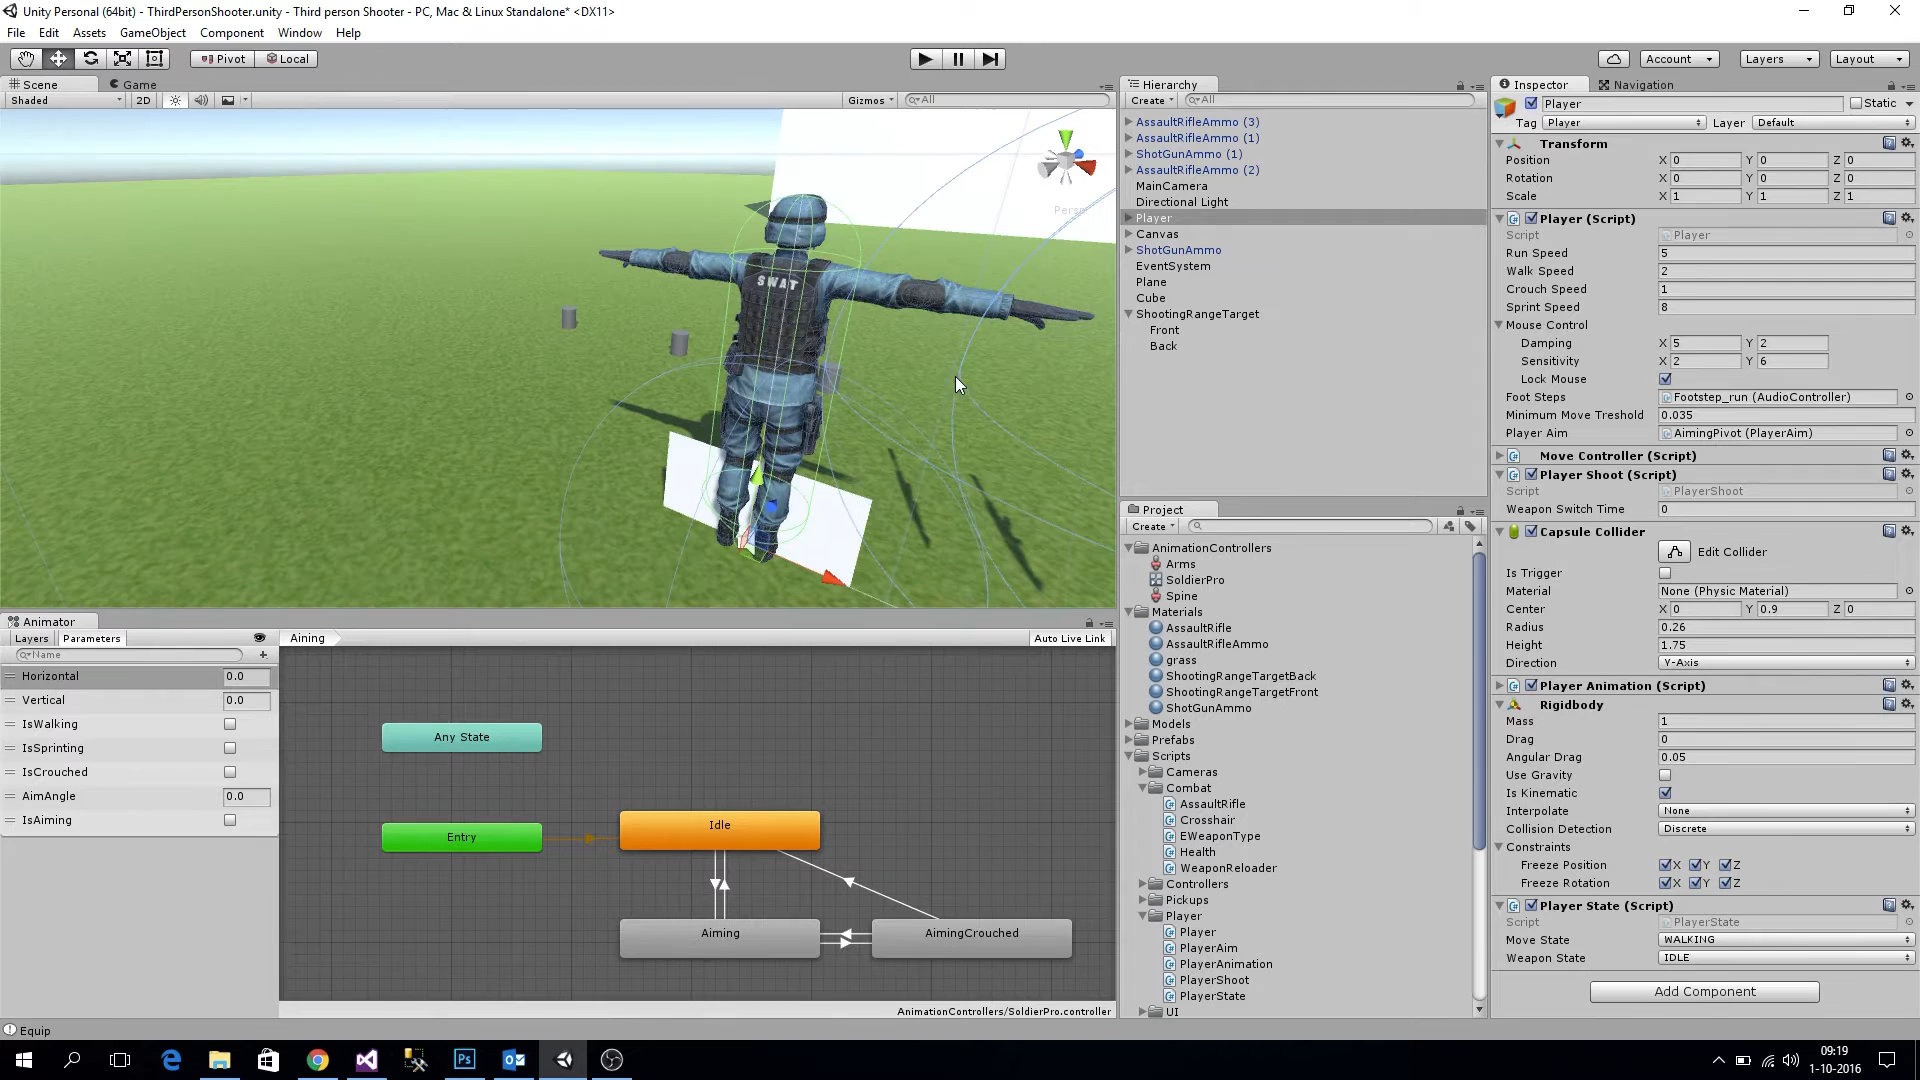 Unity Personal (64bit) - ThirdPersonShooter.unity - Third person Shooter - PC, Mac & Linux Standalone* <DX11>
File Edit Assets GameObject Component Window Help
Pivot Local Account Layers Layout
Scene Game
Shaded 2D Gizmos All
SWAT
Animator
Layers Parameters Aining Auto Live Link
Name
Horizontal 0.0
Vertical 0.0
IsWalking
IsSprinting
IsCrouched
AimAngle 0.0
IsAiming
Any State
Entry
Idle
Aiming
AimingCrouched
AnimationControllers/SoldierPro.controller
Hierarchy
Create All
AssaultRifleAmmo (3)
AssaultRifleAmmo (1)
ShotGunAmmo (1)
AssaultRifleAmmo (2)
MainCamera
Directional Light
Player
Canvas
ShotGunAmmo
EventSystem
Plane
Cube
ShootingRangeTarget
Front
Back
Project
Create
AnimationControllers
Arms
SoldierPro
Spine
Materials
AssaultRifle
AssaultRifleAmmo
grass
ShootingRangeTargetBack
ShootingRangeTargetFront
ShotGunAmmo
Models
Prefabs
Scripts
Cameras
Combat
AssaultRifle
Crosshair
EWeaponType
Health
WeaponReloader
Controllers
Pickups
Player
Player
PlayerAim
PlayerAnimation
PlayerShoot
PlayerState
UI
Inspector Navigation
Player Static
Tag Player Layer Default
Transform
Position X 0 Y 0 Z 0
Rotation X 0 Y 0 Z 0
Scale X 1 Y 1 Z 1
Player (Script)
Script Player
Run Speed 5
Walk Speed 2
Crouch Speed 1
Sprint Speed 8
Mouse Control
Damping X 5 Y 2
Sensitivity X 2 Y 6
Lock Mouse
Foot Steps Footstep_run (AudioController)
Minimum Move Treshold 0.035
Player Aim AimingPivot (PlayerAim)
Move Controller (Script)
Player Shoot (Script)
Script PlayerShoot
Weapon Switch Time 0
Capsule Collider
Edit Collider
Is Trigger
Material None (Physic Material)
Center X 0 Y 0.9 Z 0
Radius 0.26
Height 1.75
Direction Y-Axis
Player Animation (Script)
Rigidbody
Mass 1
Drag 0
Angular Drag 0.05
Use Gravity
Is Kinematic
Interpolate None
Collision Detection Discrete
Constraints
Freeze Position X Y Z
Freeze Rotation X Y Z
Player State (Script)
Script PlayerState
Move State WALKING
Weapon State IDLE
Add Component
Equip
Ps
09:19
1-10-2016